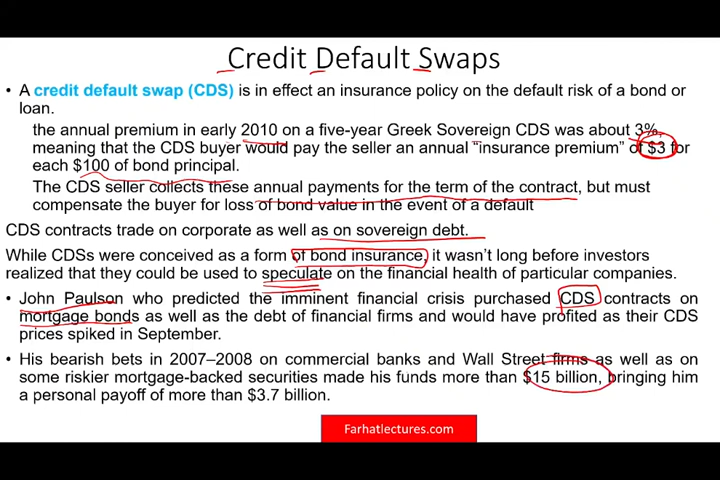 Credit Default Swaps
• A credit default swap (CDS) is in effect an insurance policy on the default risk of a bond or
loan.
the annual premium in early 2010 on a five-year Greek Sovereign CDS was about 3%,
meaning that the CDS buyer would pay the seller an annual “insurance premium” of $3 for
each $100 of bond principal.
The CDS seller collects these annual payments for the term of the contract, but must
compensate the buyer for loss of bond value in the event of a default
CDS contracts trade on corporate as well as on sovereign debt.
While CDSs were conceived as a form of bond insurance, it wasn’t long before investors
realized that they could be used to speculate on the financial health of particular companies.
• John Paulson who predicted the imminent financial crisis purchased CDS contracts on
mortgage bonds as well as the debt of financial firms and would have profited as their CDS
prices spiked in September.
• His bearish bets in 2007–2008 on commercial banks and Wall Street firms as well as on
some riskier mortgage-backed securities made his funds more than $15 billion, bringing him
a personal payoff of more than $3.7 billion.
Farhatlectures.com